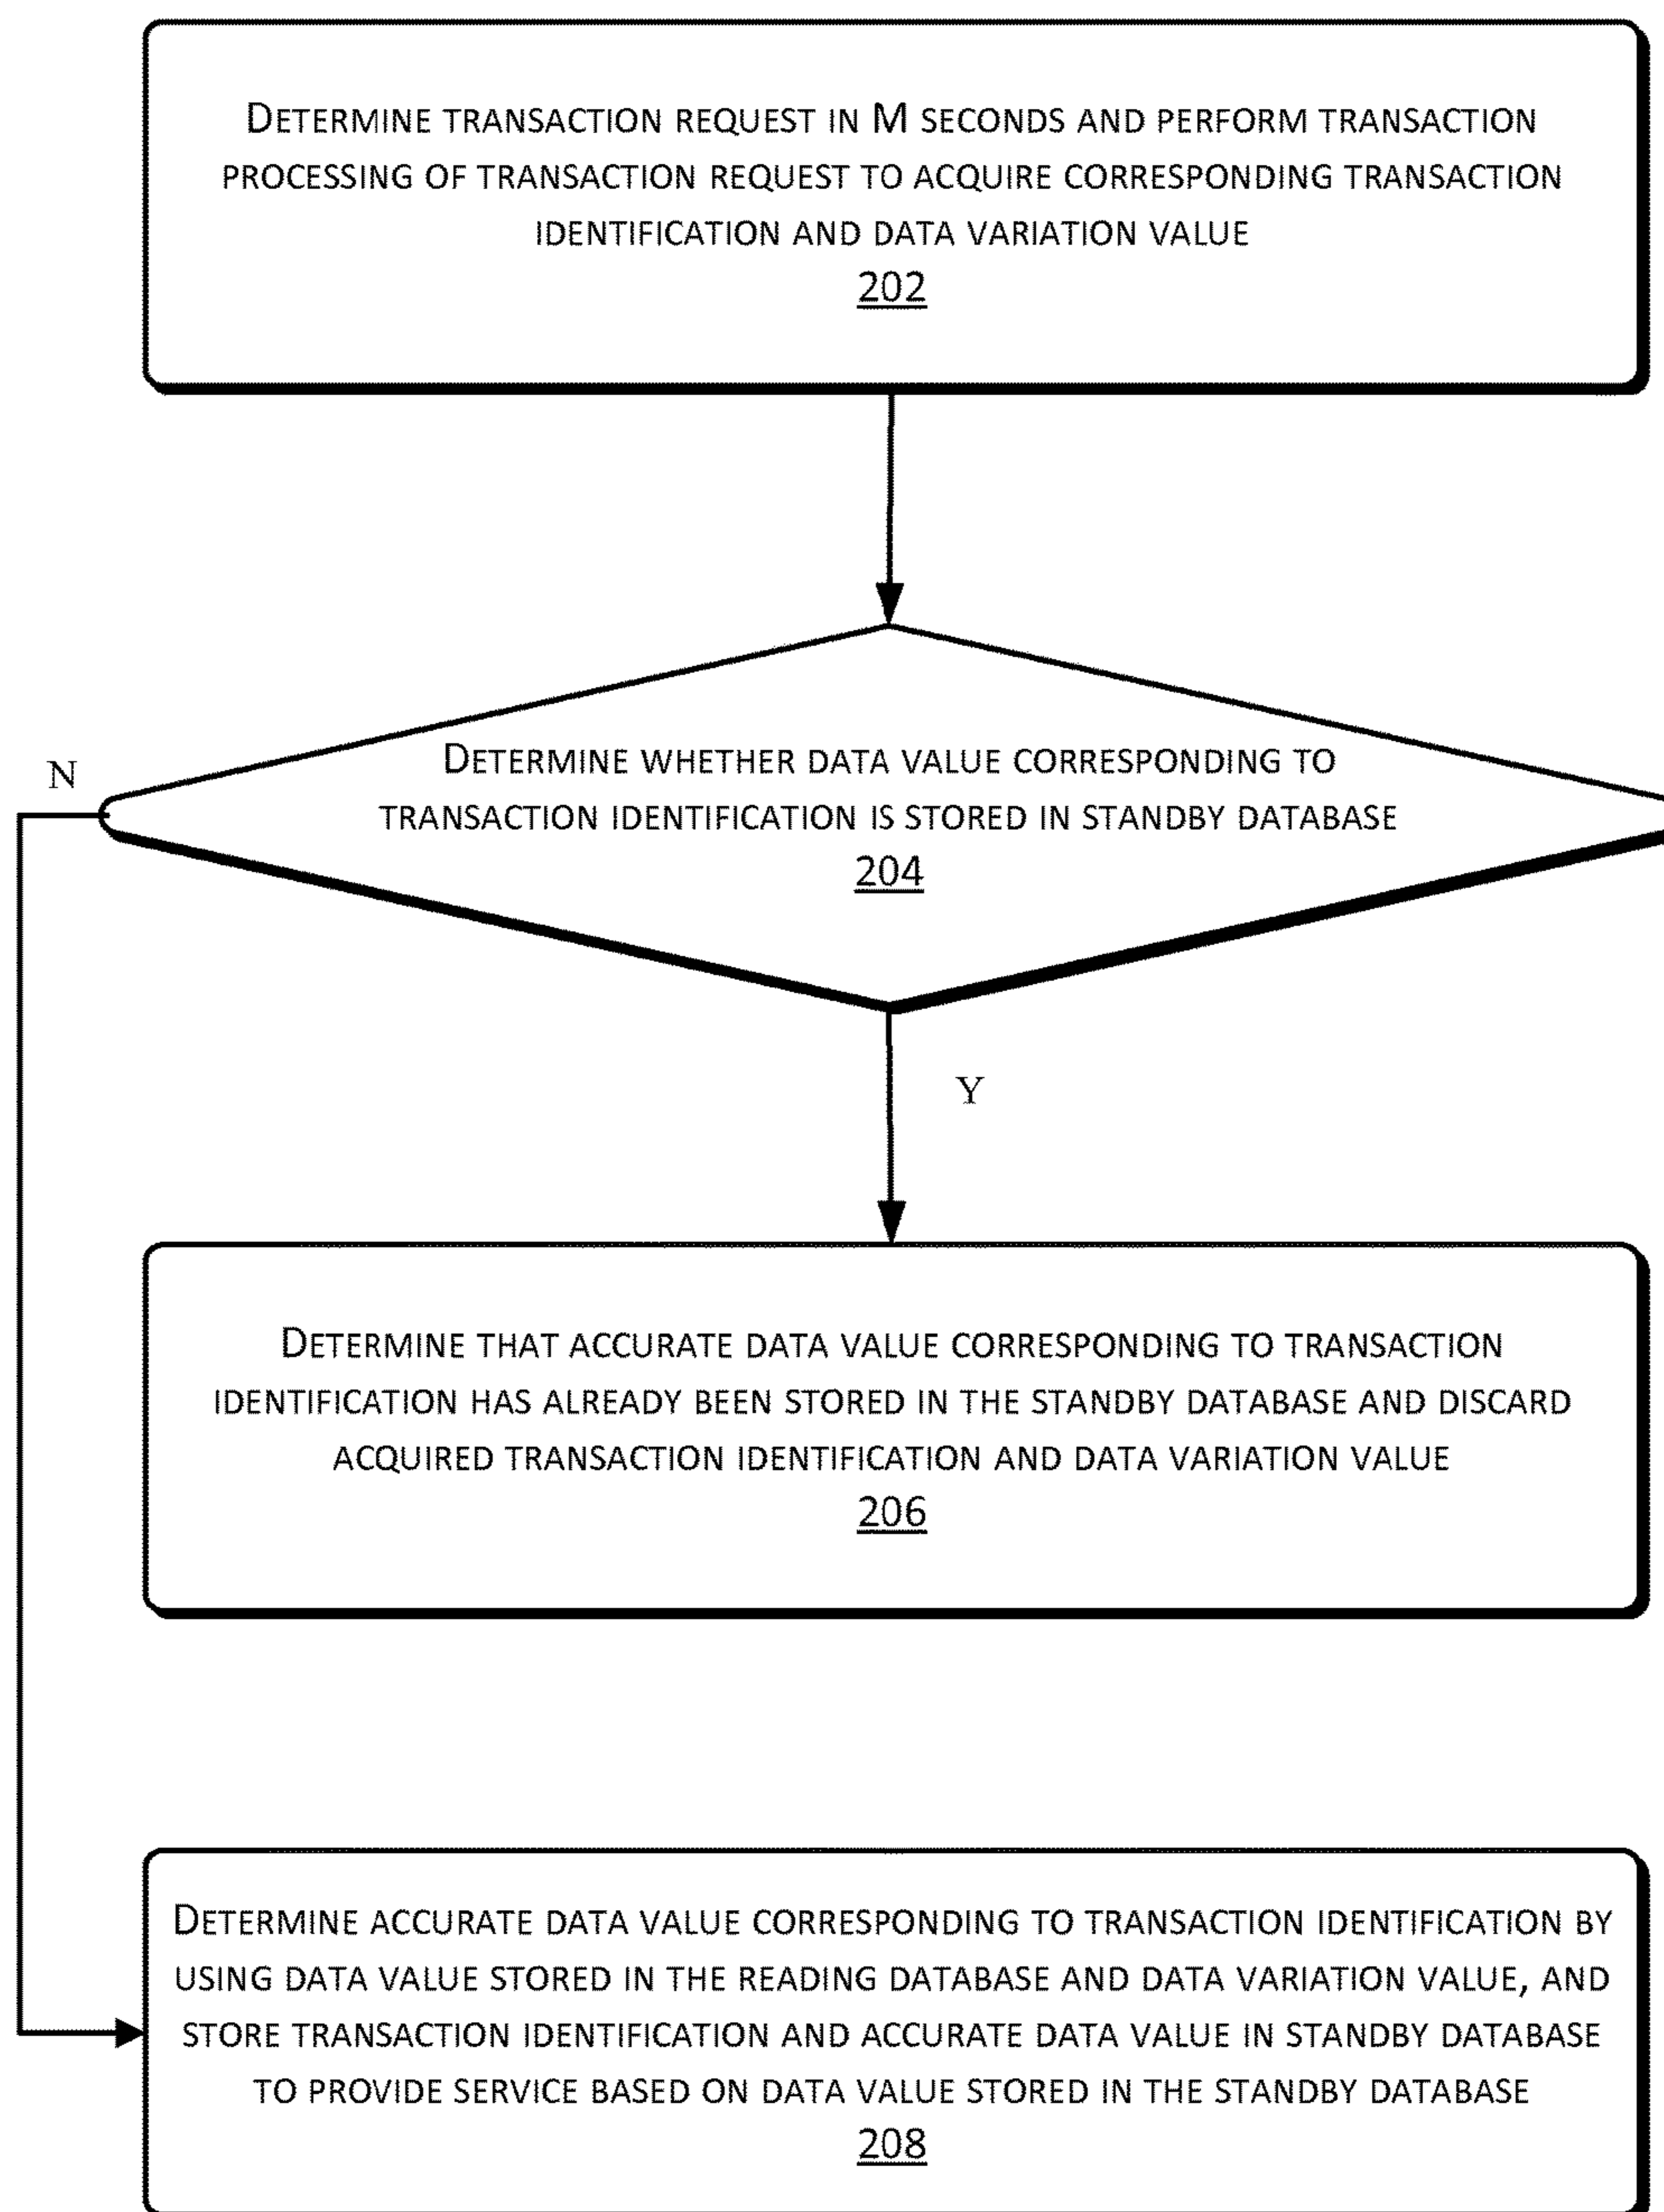 DETERMINE TRANSACTION REQUEST IN M SECONDS AND PERFORM TRANSACTION
PROCESSING OF TRANSACTION REQUEST TO ACQUIRE CORRESPONDING TRANSACTION
IDENTIFICATION AND DATA VARIATION VALUE
202
N
DETERMINE WHETHER DATA VALUE CORRESPONDING TO
TRANSACTION IDENTIFICATION IS STORED IN STANDBY DATABASE
204
Y
DETERMINE THAT ACCURATE DATA VALUE CORRESPONDING TO TRANSACTION
IDENTIFICATION HAS ALREADY BEEN STORED IN THE STANDBY DATABASE AND DISCARD
ACQUIRED TRANSACTION IDENTIFICATION AND DATA VARIATION VALUE
206
DETERMINE ACCURATE DATA VALUE CORRESPONDING TO TRANSACTION IDENTIFICATION BY
USING DATA VALUE STORED IN THE READING DATABASE AND DATA VARIATION VALUE, AND
STORE TRANSACTION IDENTIFICATION AND ACCURATE DATA VALUE IN STANDBY DATABASE
TO PROVIDE SERVICE BASED ON DATA VALUE STORED IN THE STANDBY DATABASE
208